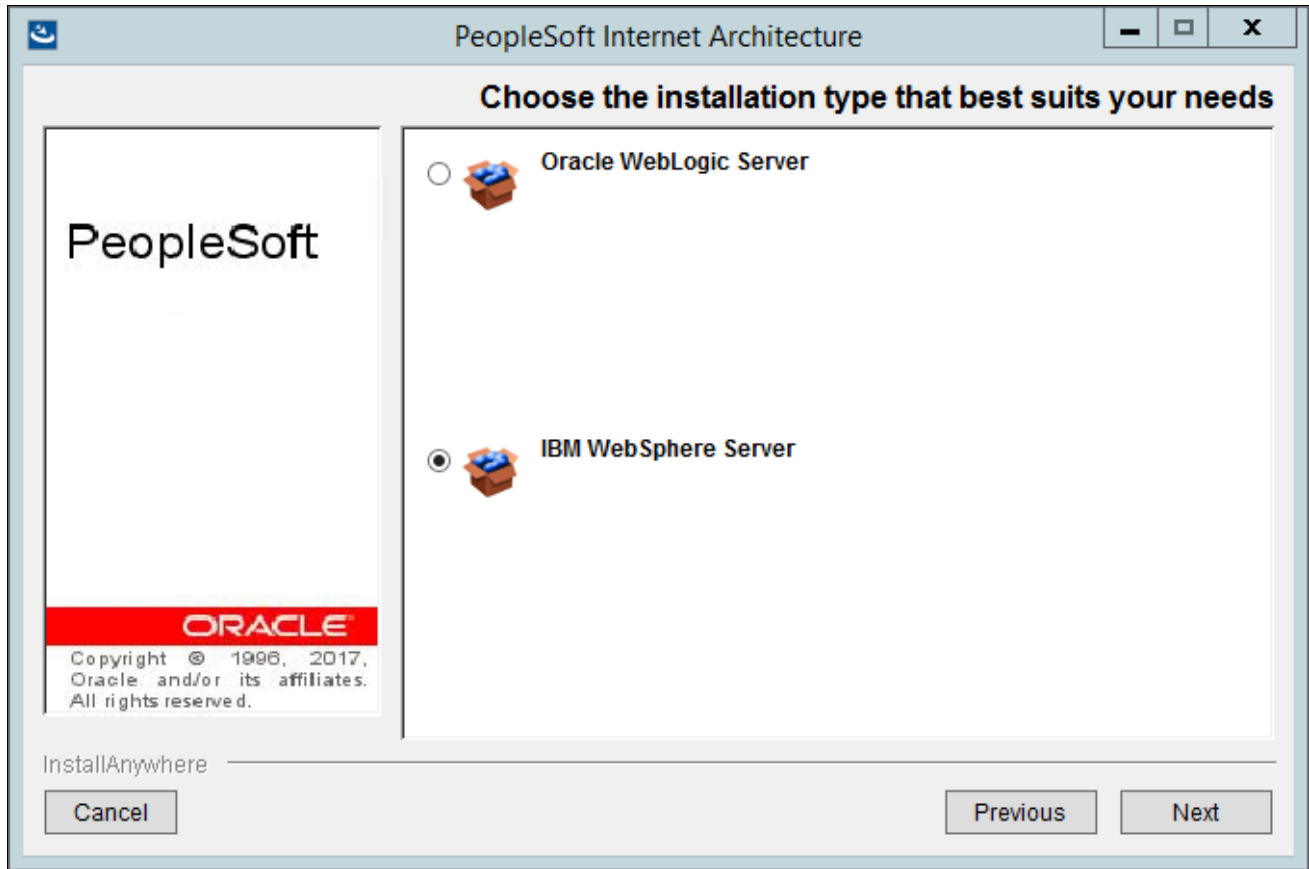 PeopleSoft Internet Architecture
Choose the installation type that best suits your needs
PeopleSoft
ORACLE
Copyright © 1996, 2017,
Oracle and/or its affiliates.
All rights reserved.
Oracle WebLogic Server
IBM WebSphere Server
InstallAnywhere
Cancel
Previous
Next